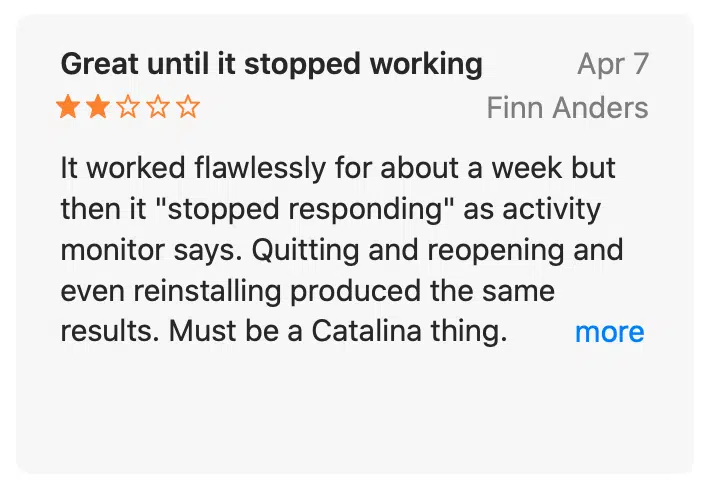 Great until it stopped working
Apr 7
Finn Anders
It worked flawlessly for about a week but
then it "stopped responding" as activity
monitor says. Quitting and reopening and
even reinstalling produced the same
results. Must be a Catalina thing.
more